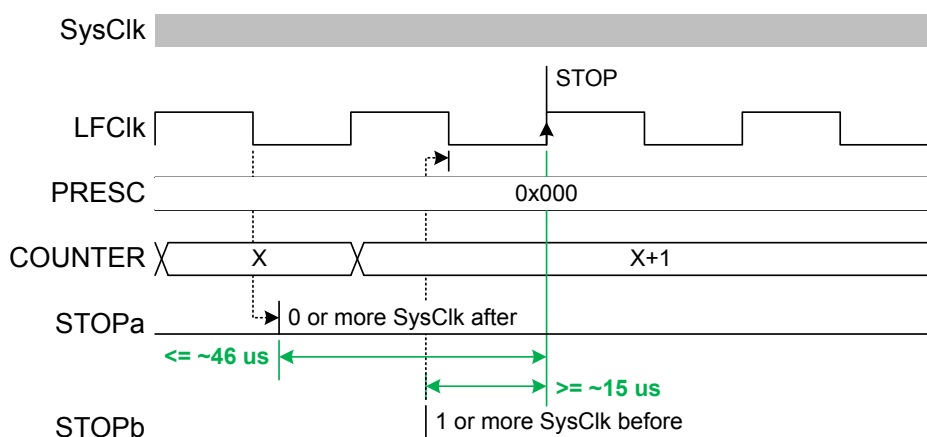 SysClk
STOP
LFClk
PRESC
0x000
COUNTER
X
X+1
STOPa
0 or more SysClk after
<= ~46 us
>= ~15 us
STOPb
1 or more SysClk before